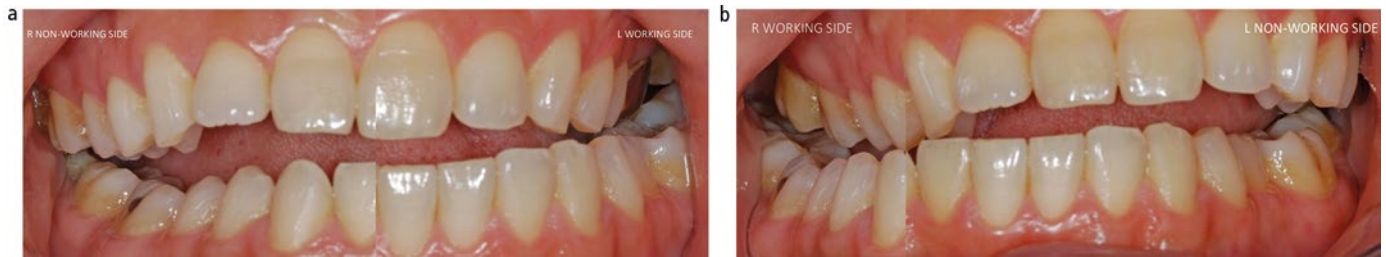 a
R NON-WORKING SIDE
L WORKING SIDE
b
R WORKING SIDE
L NON-WORKING SIDE